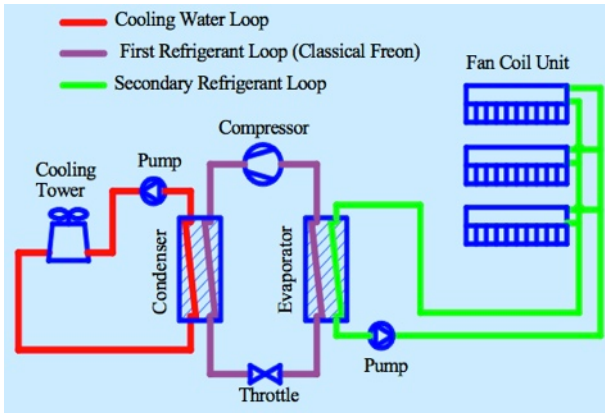 Cooling Water Loop
First Refrigerant Loop (Classical Freon)
Secondary Refrigerant Loop
Fan Coil Unit
Compressor
Pump
Cooling
Tower
Condenser
Evaporator
Pump
Throttle